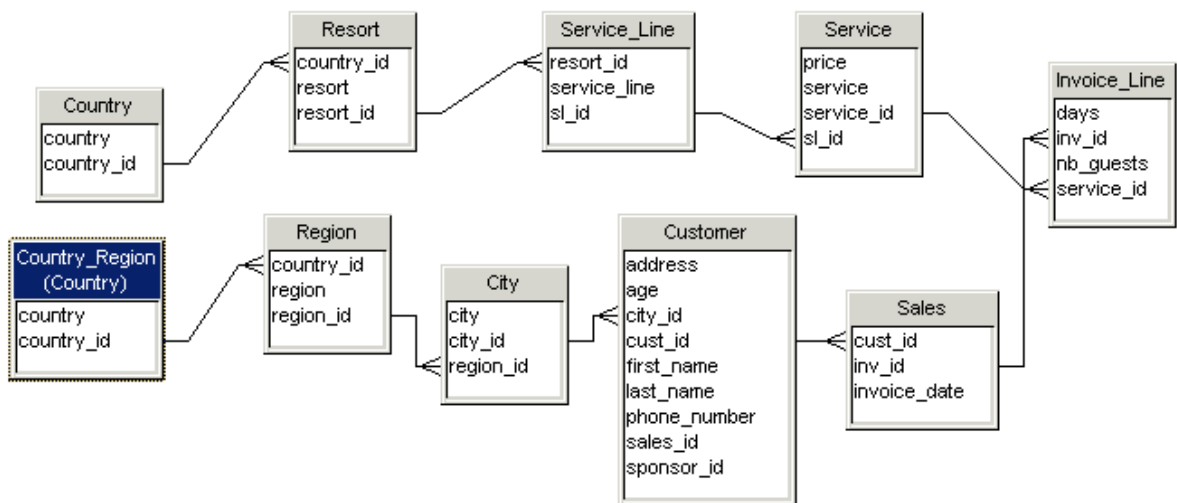 Resort
country_id
resort
resort_id
Service_Line
resort_id
service_line
sl_id
Service
price
service
service_id
sl_id
Invoice_Line
days
inv_id
nb_guests
service_id
Country
country
country_id
Country_Region
(Country)
country
country_id
Region
country_id
region
region_id
City
city
city_id
region_id
Customer
address
age
city_id
cust_id
first_name
last_name
phone_number
sales_id
sponsor_id
Sales
cust_id
inv_id
invoice_date